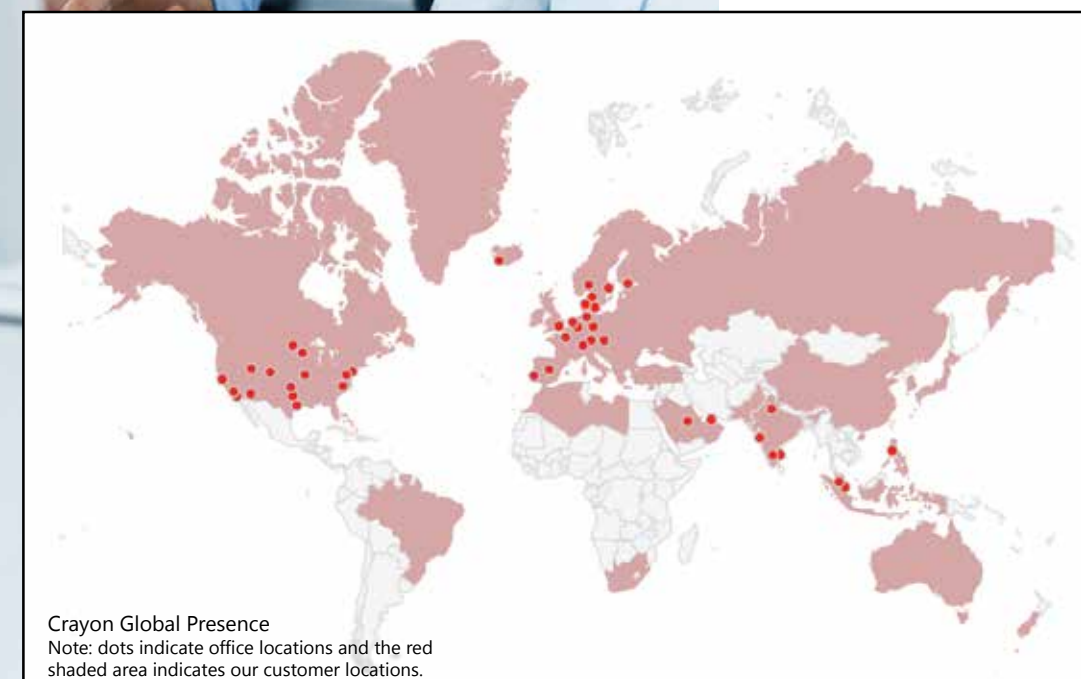 Crayon Global Presence
Note: dots indicate office locations and the red
shaded area indicates our customer locations.